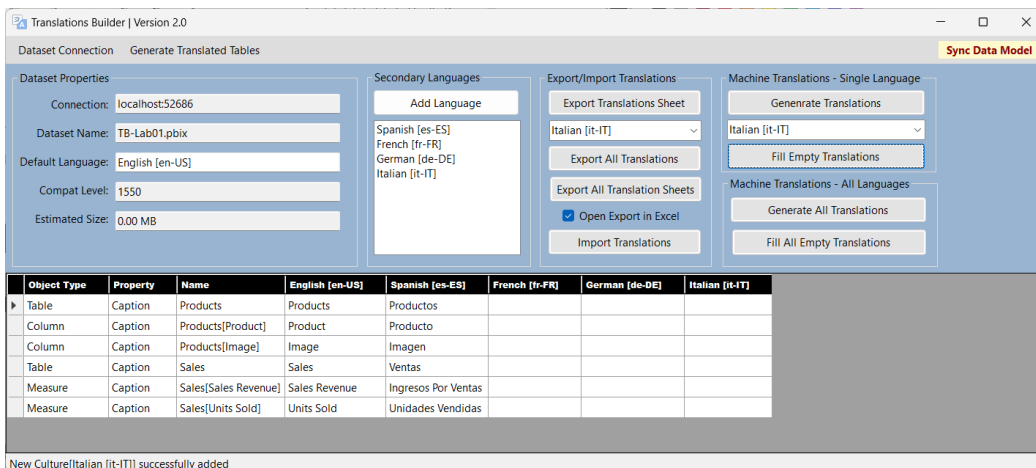 Translations Builder | Version 2.0
Dataset Connection Generate Translated Tables Sync Data Model
Dataset Properties
Connection: localhost:52686
Dataset Name: TB-Lab01.pbix
Default Language: English [en-US]
Compat Level: 1550
Estimated Size: 0.00 MB
Secondary Languages
Add Language
Spanish [es-ES]
French [fr-FR]
German [de-DE]
Italian [it-IT]
Export/Import Translations
Export Translations Sheet
Italian [it-IT]
Export All Translations
Export All Translation Sheets
Open Export in Excel
Import Translations
Machine Translations - Single Language
Genenrate Translations
Italian [it-IT]
Fill Empty Translations
Machine Translations - All Languages
Generate All Translations
Fill All Empty Translations
Object Type Property Name English [en-US] Spanish [es-ES] French [fr-FR] German [de-DE] Italian [it-IT]
Table Caption Products Products Productos
Column Caption Products[Product] Product Producto
Column Caption Products[Image] Image Imagen
Table Caption Sales Sales Ventas
Measure Caption Sales[Sales Revenue] Sales Revenue Ingresos Por Ventas
Measure Caption Sales[Units Sold] Units Sold Unidades Vendidas
New Culture[Italian [it-IT]] successfully added